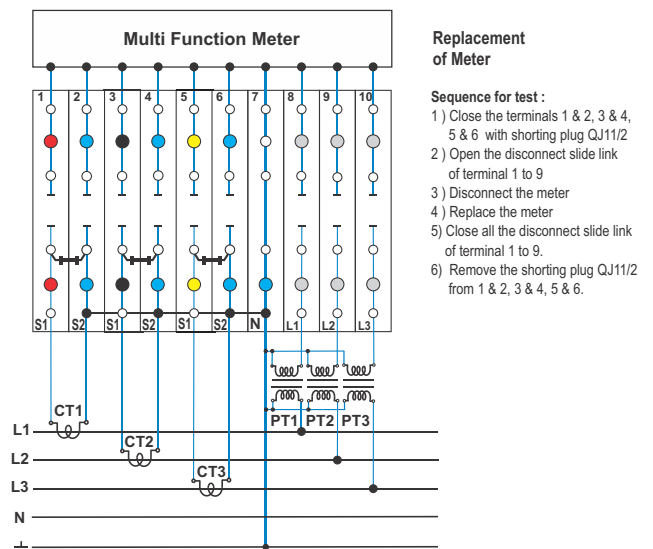 Multi Function Meter
1 2 3 4 5 6 7 8 9 10
S1 S2 S1 S2 S1 S2 N L1 L2 L3
CT1
CT2
CT3
PT1 PT2 PT3
L1
L2
L3
N
Replacement
of Meter
Sequence for test :
1 ) Close the terminals 1 & 2, 3 & 4,
5 & 6 with shorting plug QJ11/2
2 ) Open the disconnect slide link
of terminal 1 to 9
3 ) Disconnect the meter
4 ) Replace the meter
5) Close all the disconnect slide link
of terminal 1 to 9.
6) Remove the shorting plug QJ11/2
from 1 & 2, 3 & 4, 5 & 6.